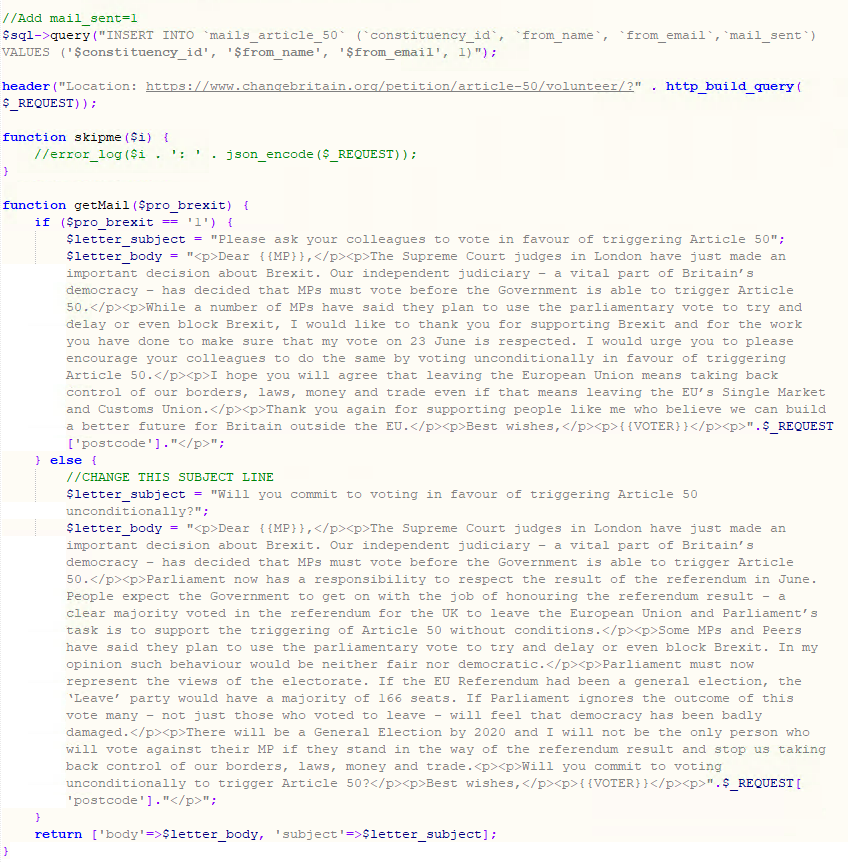 //Add mail_sent=1
$sql->query("INSERT INTO `mails_article_50` (`constituency_id`, `from_name`, `from_email`,`mail_sent`)
VALUES ('$constituency_id', '$from_name', '$from_email', 1)");
header("Location: https://www.changebritain.org/petition/article-50/volunteer/?" . http_build_query(
$_REQUEST));
function skipme($i) {
//error_log($i . ': ' . json_encode($_REQUEST));
}
function getMail($pro_brexit) {
if ($pro_brexit == '1') {
$letter_subject = "Please ask your colleagues to vote in favour of triggering Article 50";
$letter_body = "<p>Dear {{MP}},</p><p>The Supreme Court judges in London have just made an
important decision about Brexit. Our independent judiciary – a vital part of Britain’s
democracy – has decided that MPs must vote before the Government is able to trigger Article
50.</p><p>While a number of MPs have said they plan to use the parliamentary vote to try and
delay or even block Brexit, I would like to thank you for supporting Brexit and for the work
you have done to make sure that my vote on 23 June is respected. I would urge you to please
encourage your colleagues to do the same by voting unconditionally in favour of triggering
Article 50.</p><p>I hope you will agree that leaving the European Union means taking back
control of our borders, laws, money and trade even if that means leaving the EU’s Single Market
and Customs Union.</p><p>Thank you again for supporting people like me who believe we can build
a better future for Britain outside the EU.</p><p>Best wishes,</p><p>{{VOTER}}</p><p>".$_REQUEST
['postcode']."</p>";
} else {
//CHANGE THIS SUBJECT LINE
$letter_subject = "Will you commit to voting in favour of triggering Article 50
unconditionally?";
$letter_body = "<p>Dear {{MP}},</p><p>The Supreme Court judges in London have just made an
important decision about Brexit. Our independent judiciary – a vital part of Britain’s
democracy – has decided that MPs must vote before the Government is able to trigger Article
50.</p><p>Parliament now has a responsibility to respect the result of the referendum in June.
People expect the Government to get on with the job of honouring the referendum result – a
clear majority voted in the referendum for the UK to leave the European Union and Parliament’s
task is to support the triggering of Article 50 without conditions.</p><p>Some MPs and Peers
have said they plan to use the parliamentary vote to try and delay or even block Brexit. In my
opinion such behaviour would be neither fair nor democratic.</p><p>Parliament must now
represent the views of the electorate. If the EU Referendum had been a general election, the
‘Leave’ party would have a majority of 166 seats. If Parliament ignores the outcome of this
vote many – not just those who voted to leave – will feel that democracy has been badly
damaged.</p><p>There will be a General Election by 2020 and I will not be the only person who
will vote against their MP if they stand in the way of the referendum result and stop us taking
back control of our borders, laws, money and trade.<p><p>Will you commit to voting
unconditionally to trigger Article 50?</p><p>Best wishes,</p><p>{{VOTER}}</p><p>".$_REQUEST[
'postcode']."</p>";
}
return ['body'=>$letter_body, 'subject'=>$letter_subject];
}